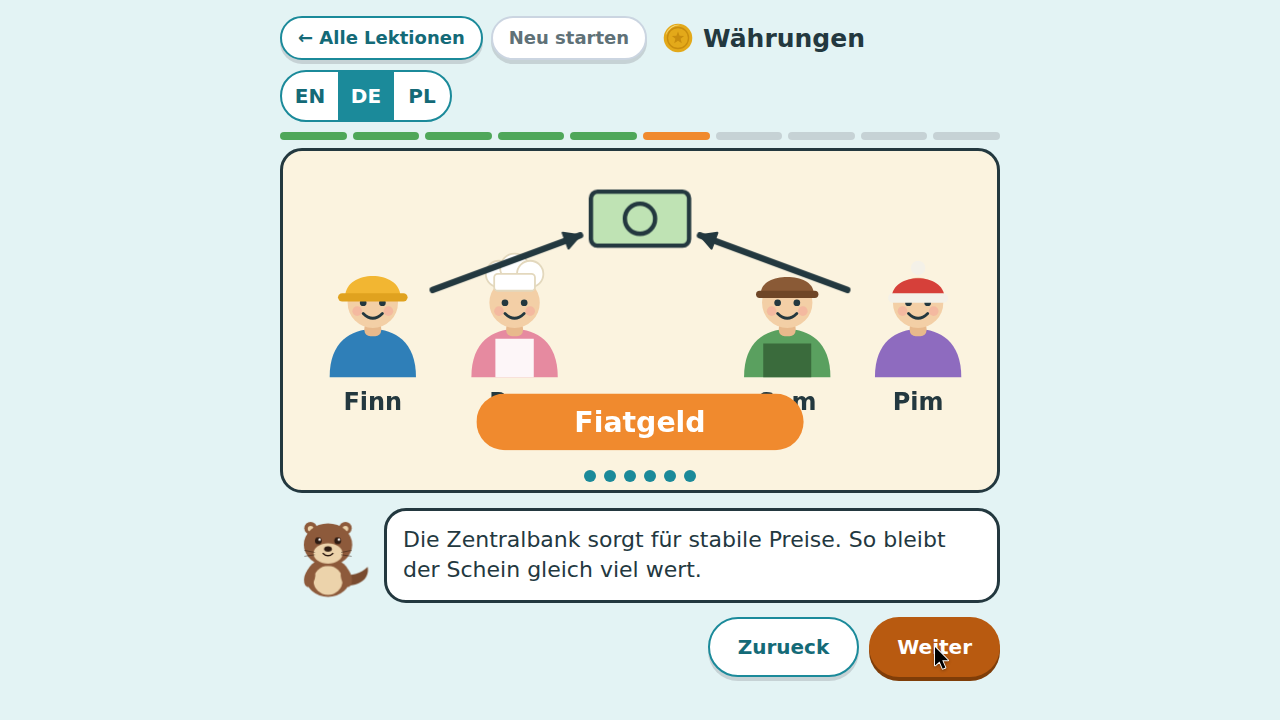 ← Alle Lektionen
Neu starten
Währungen
EN
DE
PL
Finn
Pim
Fiatgeld
Die Zentralbank sorgt für stabile Preise. So bleibt
der Schein gleich viel wert.
Zurueck
Weiter